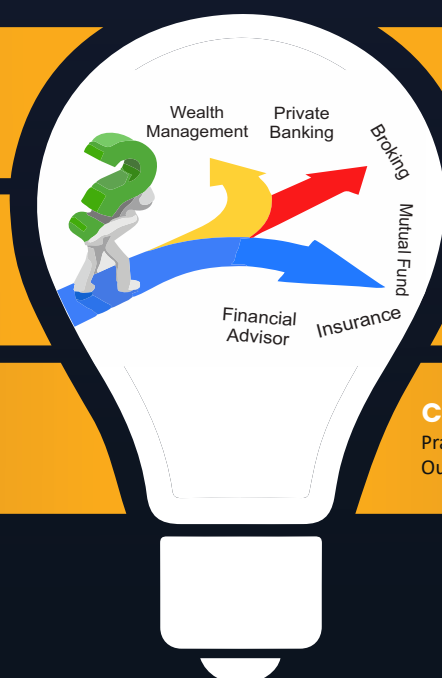 Wealth
Management
Private
Banking
Broking
Mutual Fund
Insurance
Financial
Advisor